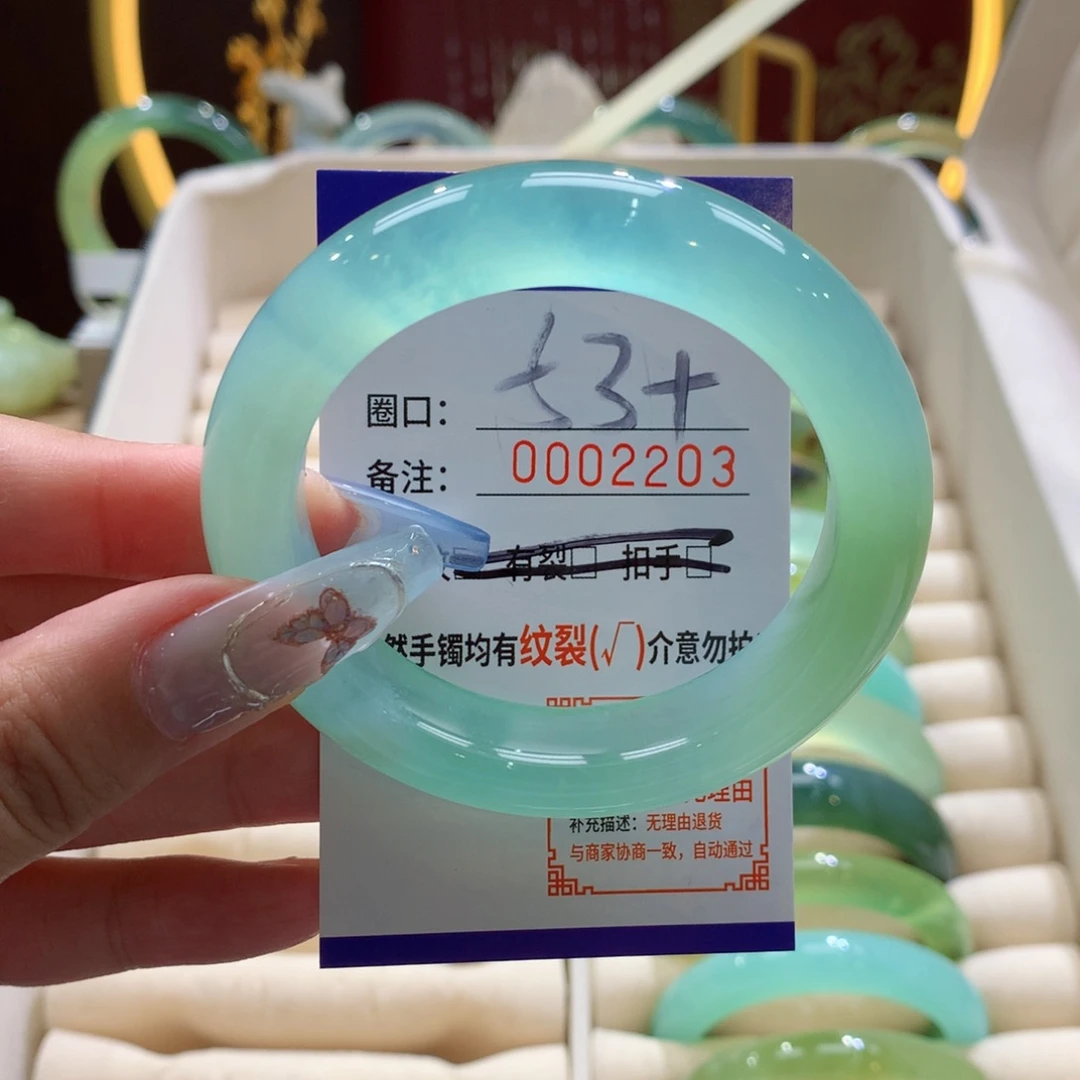 圈口： 53+
备注： 0002203
有裂□ 扣手□
然手镯均有纹裂(√)介意勿拍
理由
补充描述：无理由退货
与商家协商一致，自动通过